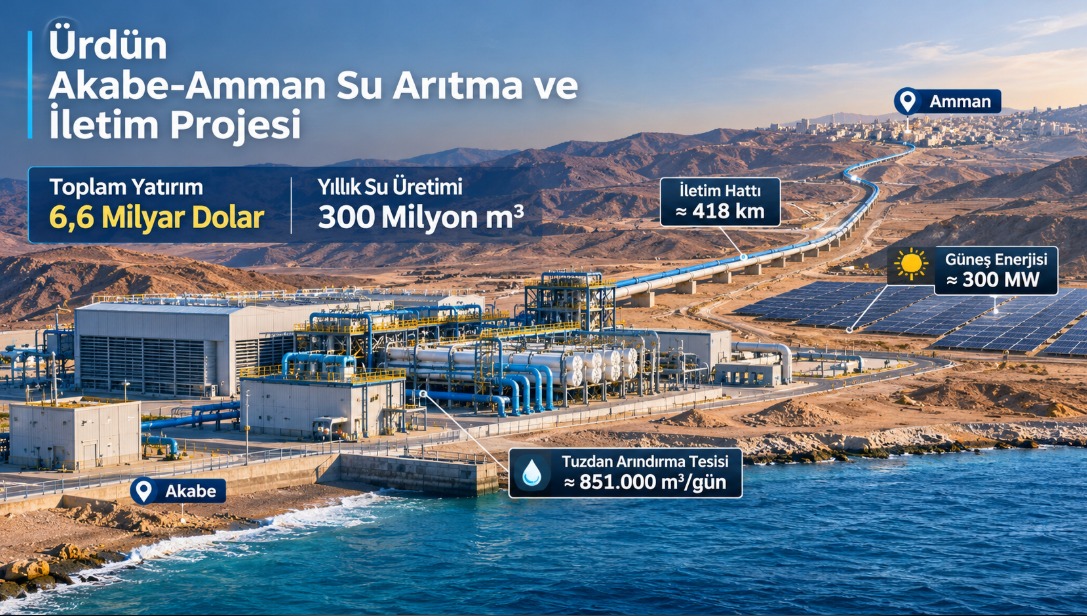 Ürdün
Akabe-Amman Su Arıtma ve
İletim Projesi
Toplam Yatırım
6,6 Milyar Dolar
Yıllık Su Üretimi
300 Milyon m³
Amman
İletim Hattı
≈ 418 km
Güneş Enerjisi
≈ 300 MW
Tuzdan Arındırma Tesisi
≈ 851.000 m³/gün
Akabe